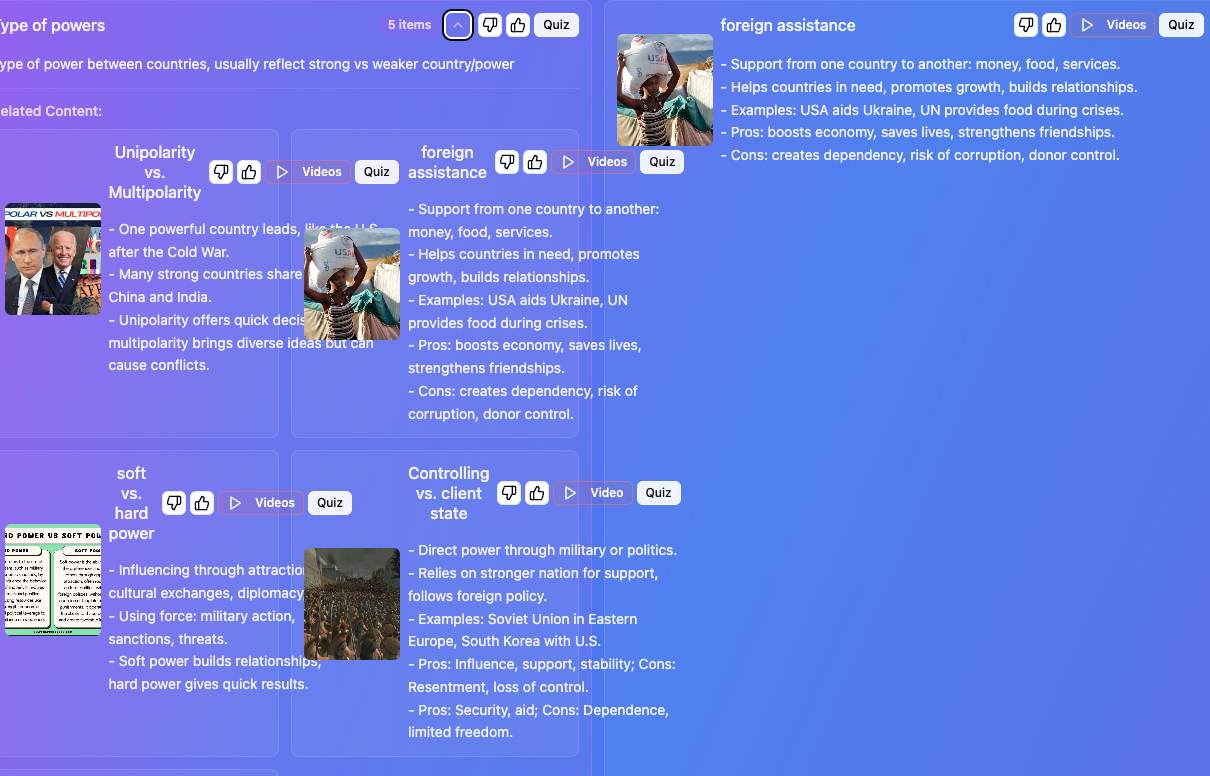 ype of powers
5 items
Quiz
ype of power between countries, usually reflect strong vs weaker country/power
elated Content:
Unipolarity
vs.
Multipolarity
Videos
Quiz
POLAR VS MULTIPO
- One powerful country leads, like the U.S.
after the Cold War.
- Many strong countries share
China and India.
- Unipolarity offers quick decis
multipolarity brings diverse ideas but can
cause conflicts.
foreign
assistance
Videos
Quiz
USA
- Support from one country to another:
money, food, services.
- Helps countries in need, promotes
growth, builds relationships.
- Examples: USA aids Ukraine, UN
provides food during crises.
- Pros: boosts economy, saves lives,
strengthens friendships.
- Cons: creates dependency, risk of
corruption, donor control.
soft
vs.
hard
power
Videos
Quiz
RD POWER VS SOFT POW
- Influencing through attractio
cultural exchanges, diplomacy
- Using force: military action,
sanctions, threats.
- Soft power builds relationships,
hard power gives quick results.
Controlling
vs. client
state
Video
Quiz
- Direct power through military or politics.
- Relies on stronger nation for support,
follows foreign policy.
- Examples: Soviet Union in Eastern
Europe, South Korea with U.S.
- Pros: Influence, support, stability; Cons:
Resentment, loss of control.
- Pros: Security, aid; Cons: Dependence,
limited freedom.
foreign assistance
Videos
Quiz
USA
- Support from one country to another: money, food, services.
- Helps countries in need, promotes growth, builds relationships.
- Examples: USA aids Ukraine, UN provides food during crises.
- Pros: boosts economy, saves lives, strengthens friendships.
- Cons: creates dependency, risk of corruption, donor control.